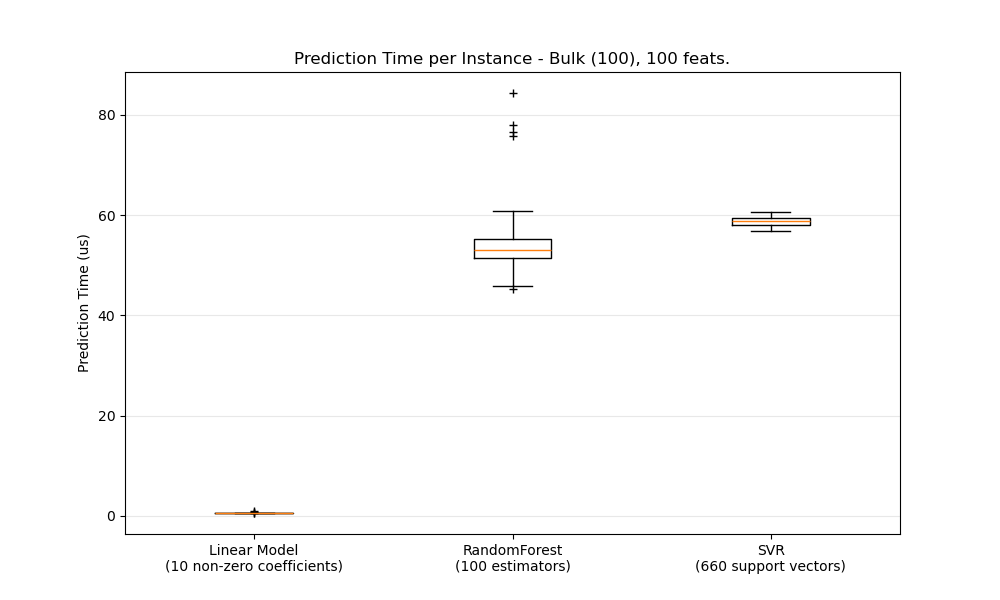 Prediction Time per Instance - Bulk (100), 100 feats.
Prediction Time (us)
80
60
40
20
0
Linear Model
(10 non-zero coefficients)
RandomForest
(100 estimators)
SVR
(660 support vectors)